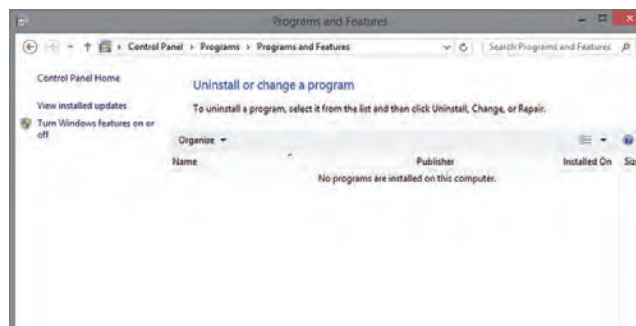 Programs and Features
Control Panel Programs Programs and Features
Search Programs and Features
Control Panel Home
Uninstall or change a program
View installed updates
To uninstall a program, select it from the list and then click Uninstall, Change, or Repair.
Turn Windows features on or
off
Organize
Name Publisher Installed On
No programs are installed on this computer.